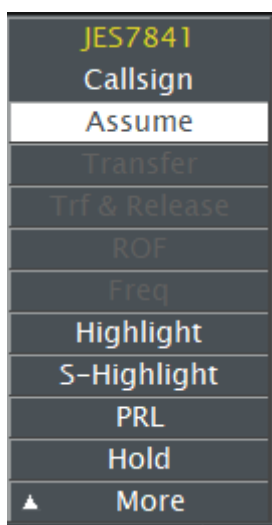 JES7841
Callsign
Assume
Transfer
Trf & Release
ROF
Freq
Highlight
S-Highlight
PRL
Hold
More